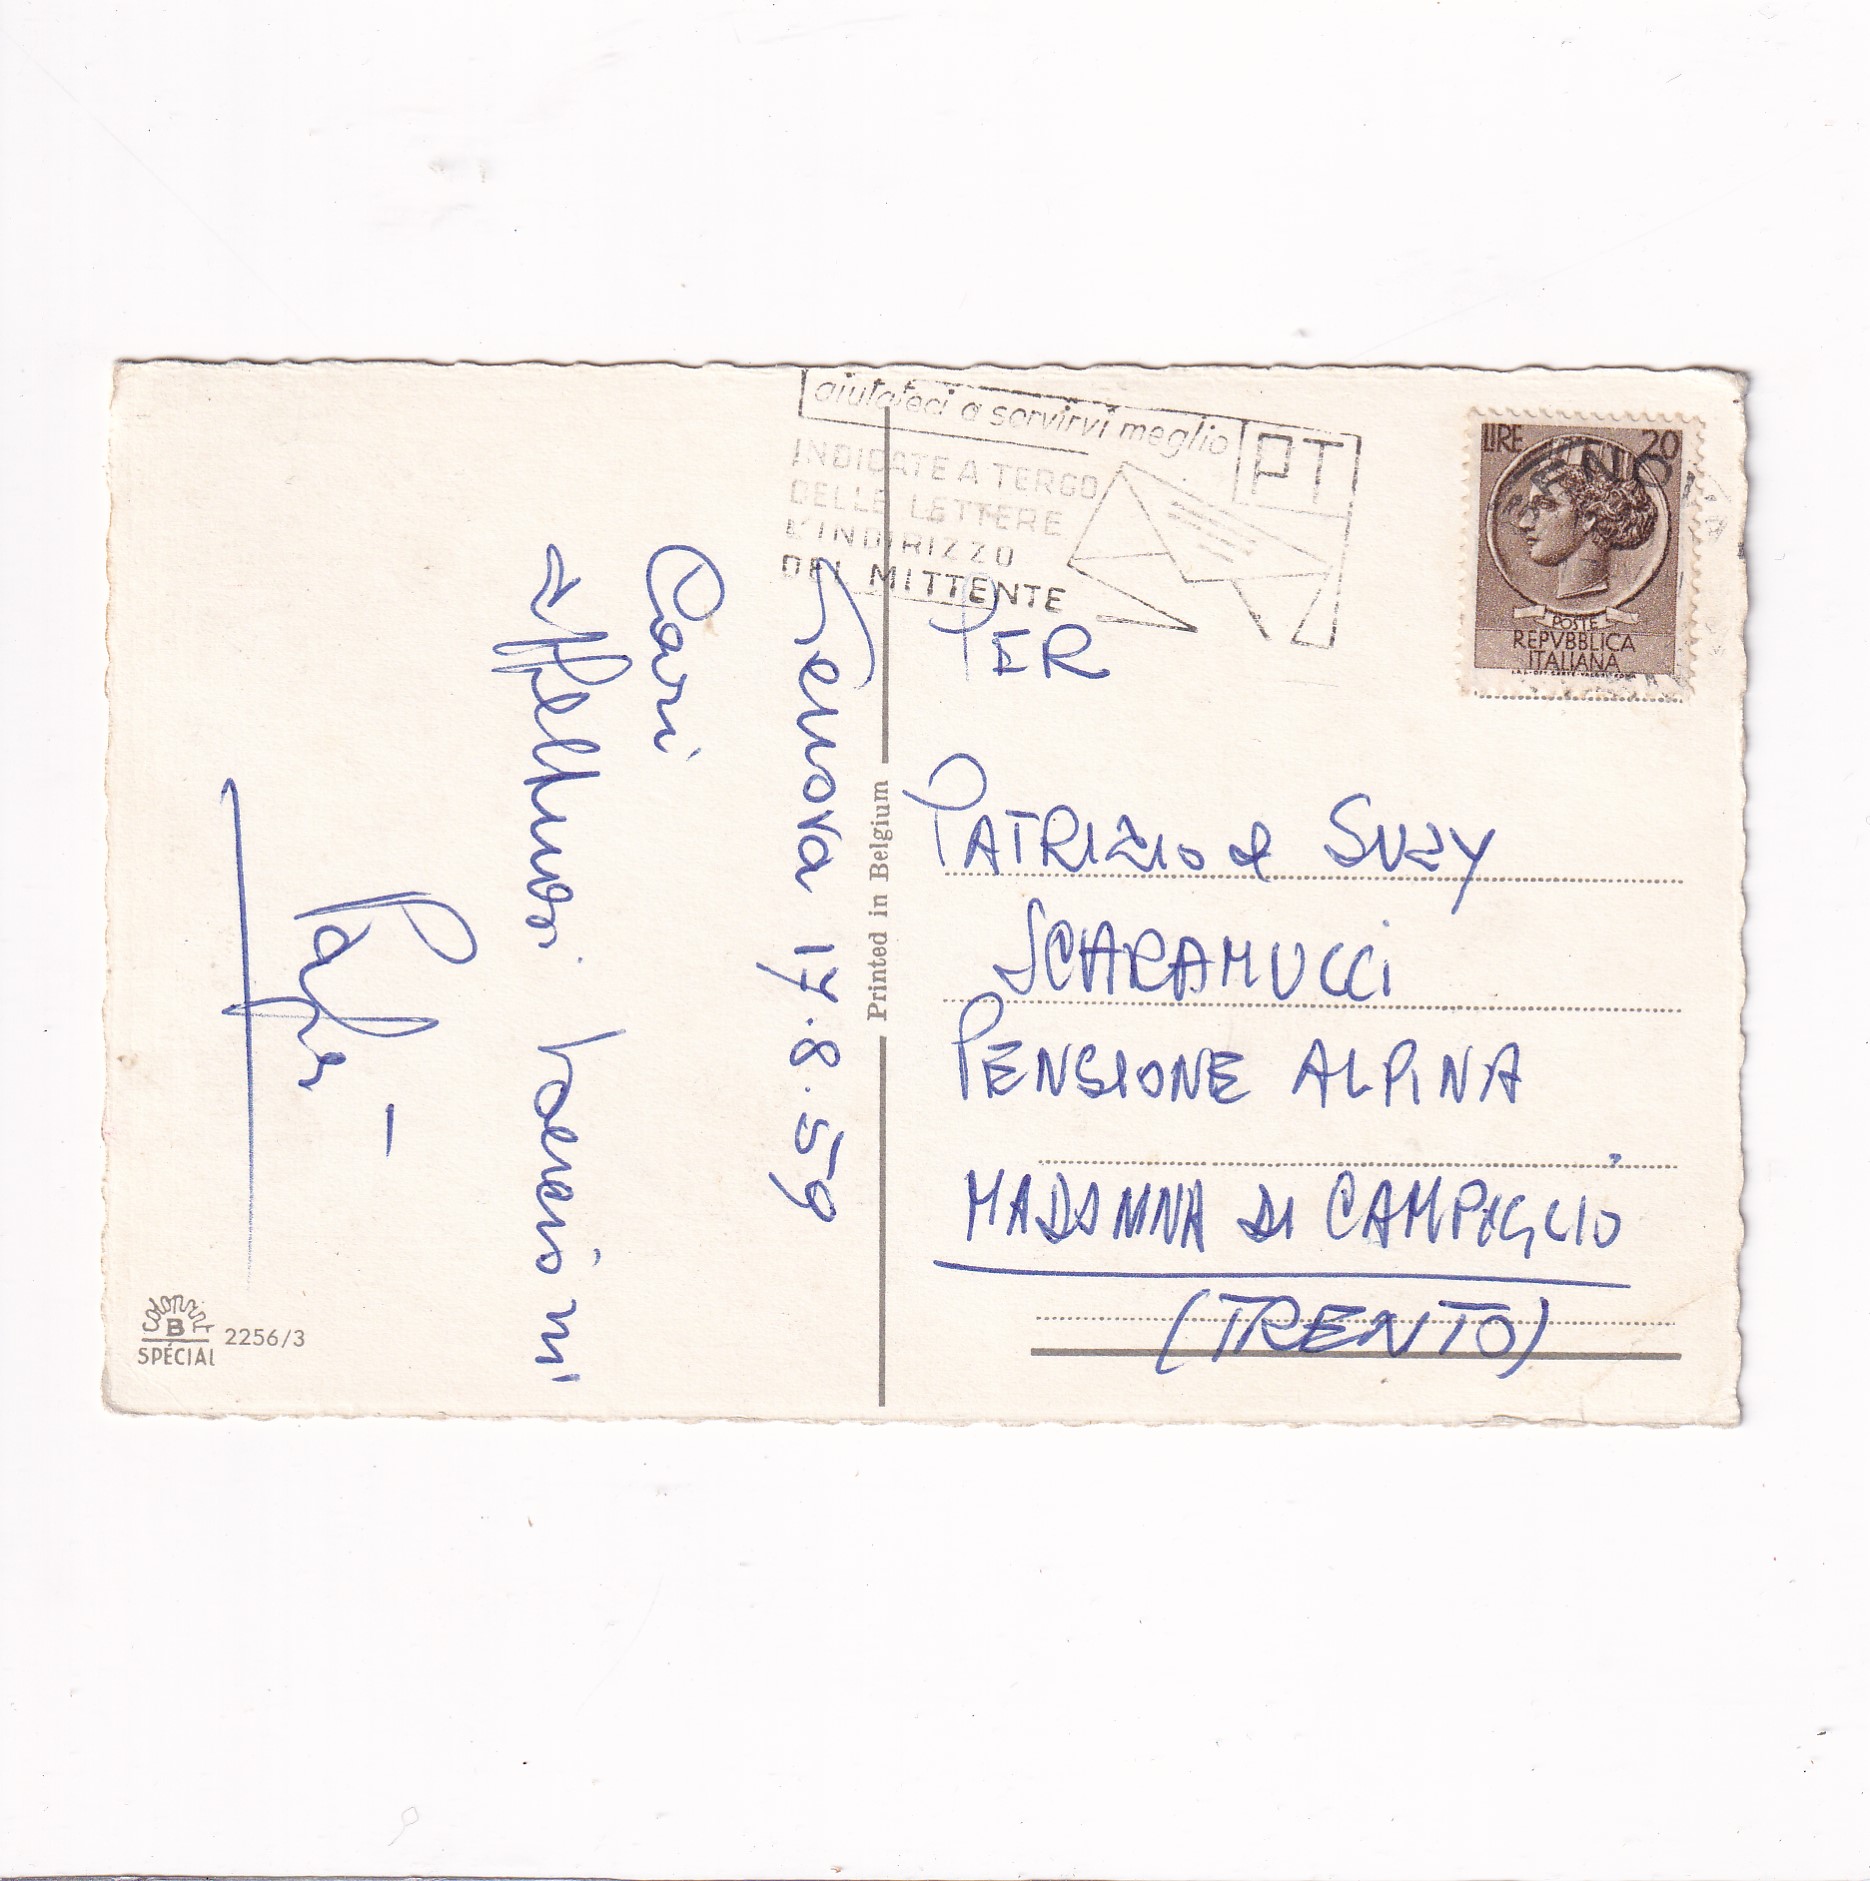 Genova 17.8.59
Cari
affettuosi bacioni
aiutateci a servirvi meglio
PT
INDICATE A TERGO
DELLE LETTERE
L'INDIRIZZO
DEL MITTENTE
LIRE 20
POSTE
REPVBBLICA
ITALIANA
PER
PATRIZIO e SUZY
SCARAMUCCI
PENSIONE ALPINA
MADONNA DI CAMPIGLIO
(TRENTO)
Printed in Belgium
COLORPRINT
B
SPÉCIAL
2256/3